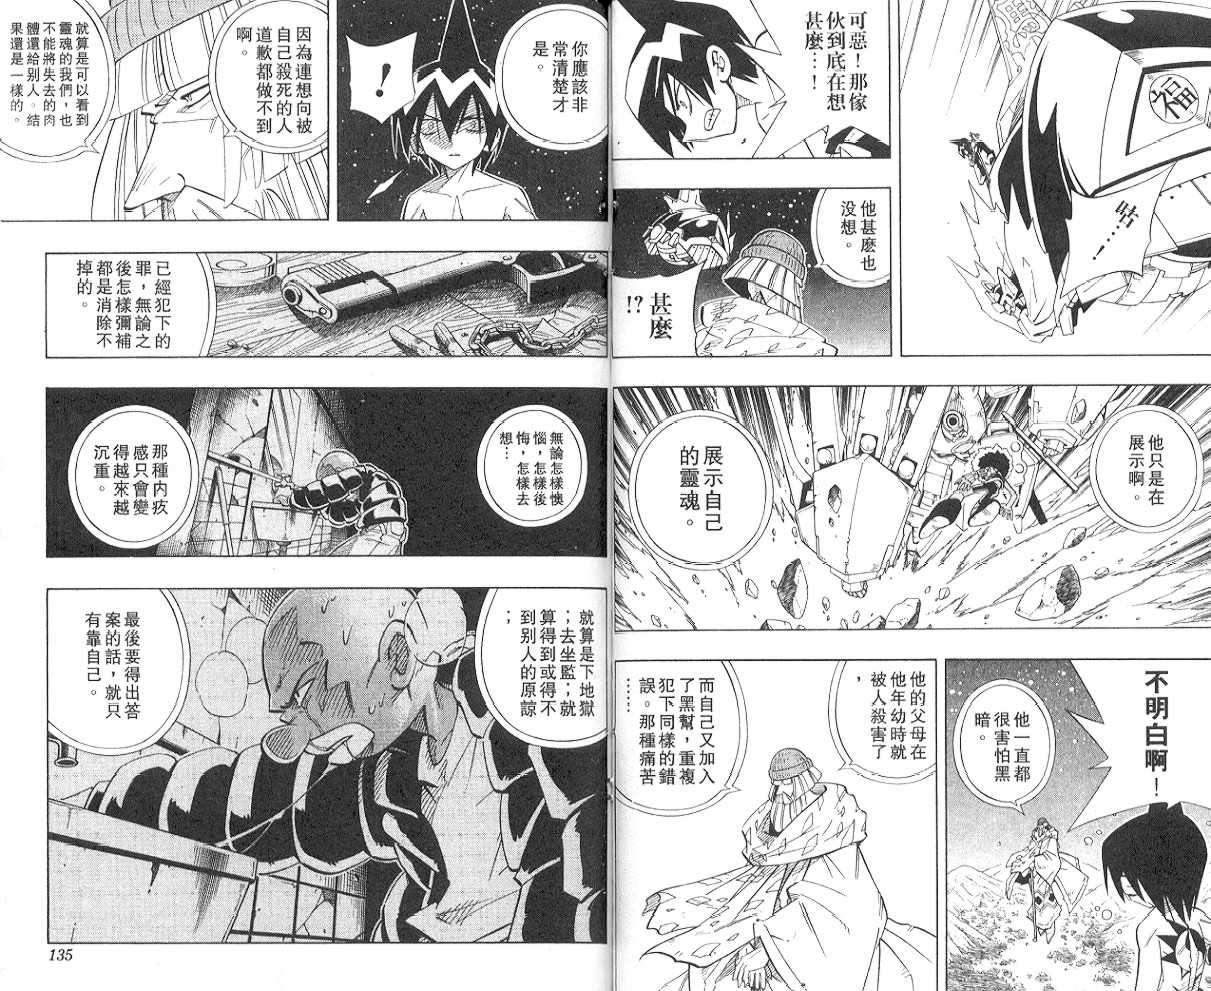 福
咕…！
可惡！那傢
伙到底在想
甚麼…！
他甚麼也
没想。
甚麼
!?
他只是在
展示啊。
展示自己
的靈魂。
不明白啊！
他一直都
很害怕黑
暗。
他的父母在
他年幼時就
被人殺害了
，
而自己又加入
了黑幫，重複
犯下同樣的錯
誤。那種痛苦
……
你應該非
常清楚才
是。
！
因為連想向被
自己殺死的人
道歉都做不到
啊。
就算是可以看到
靈魂的我們，也
不能將失去的肉
體還給别人。結
果還是一樣的。
已經犯下的
罪，無論之
後怎樣彌補
都是消除不
掉的。
無論怎樣懊
惱，怎樣後
悔，怎樣去
想…
那種内疚
感只會變
得越來越
沉重。
就算是下地獄
；去坐監；就
算得到或得不
到别人的原諒
；
最後要得出答
案的話，就只
有靠自己。
135